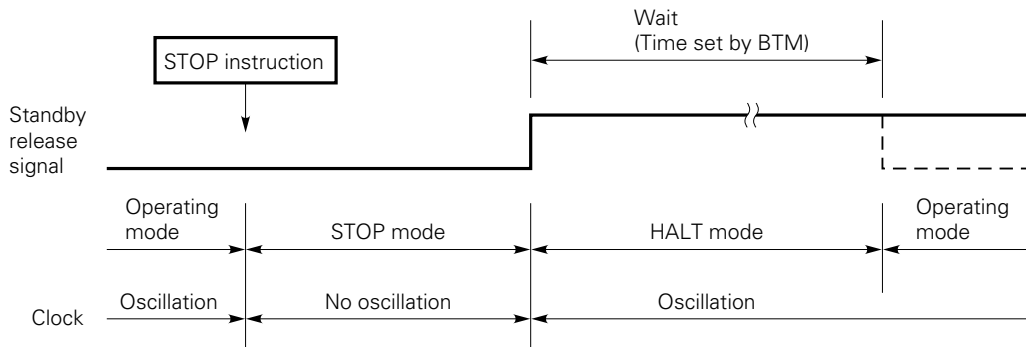 Wait
(Time set by BTM)
STOP instruction
Standby
release
signal
Operating
mode
STOP mode
HALT mode
Operating
mode
Clock
Oscillation
No oscillation
Oscillation